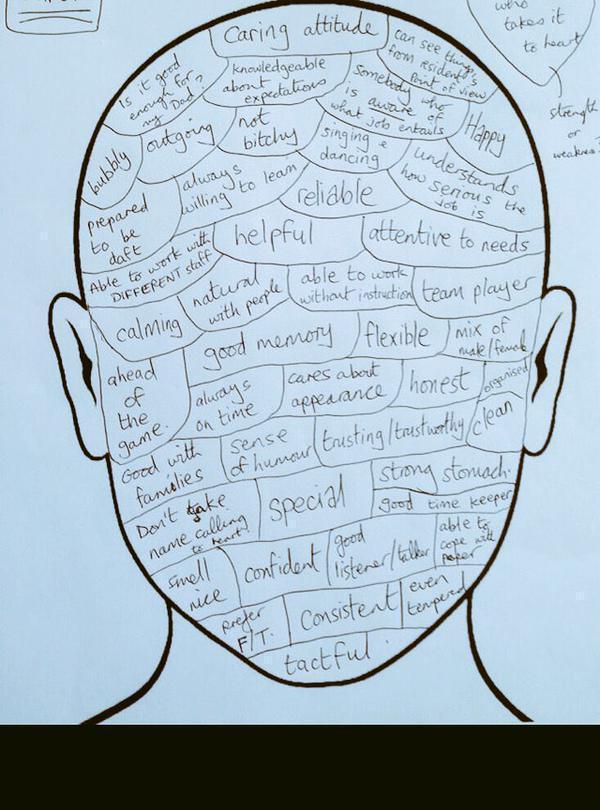 who
takes it
to heart
strength
or
weakness?
Caring attitude
can see things
from resident's
point of view
Is it good
enough for
my Dad?
knowledgeable
about
expectations
somebody who
is aware of
what job entails
Happy
bubbly
outgoing
not
bitchy
singing &
dancing
understands
how serious the
job is
prepared
to be
daft
always
willing to learn
reliable
Able to work with
DIFFERENT staff
helpful
attentive to needs
calming
natural
with people
able to work
without instruction
team player
good memory
flexible
mix of
male/female
ahead
of
the
game.
always
on time
cares about
appearance
honest
organised
clean
Good with
families
sense
of humour
trusting/trustworthy
strong stomach.
good time keeper
Don't take
name calling
to heart!
special
able to
cope with
smell
nice
confident
good
listener/talker
prefer
F/T.
Consistent
even
tempered
tactful.